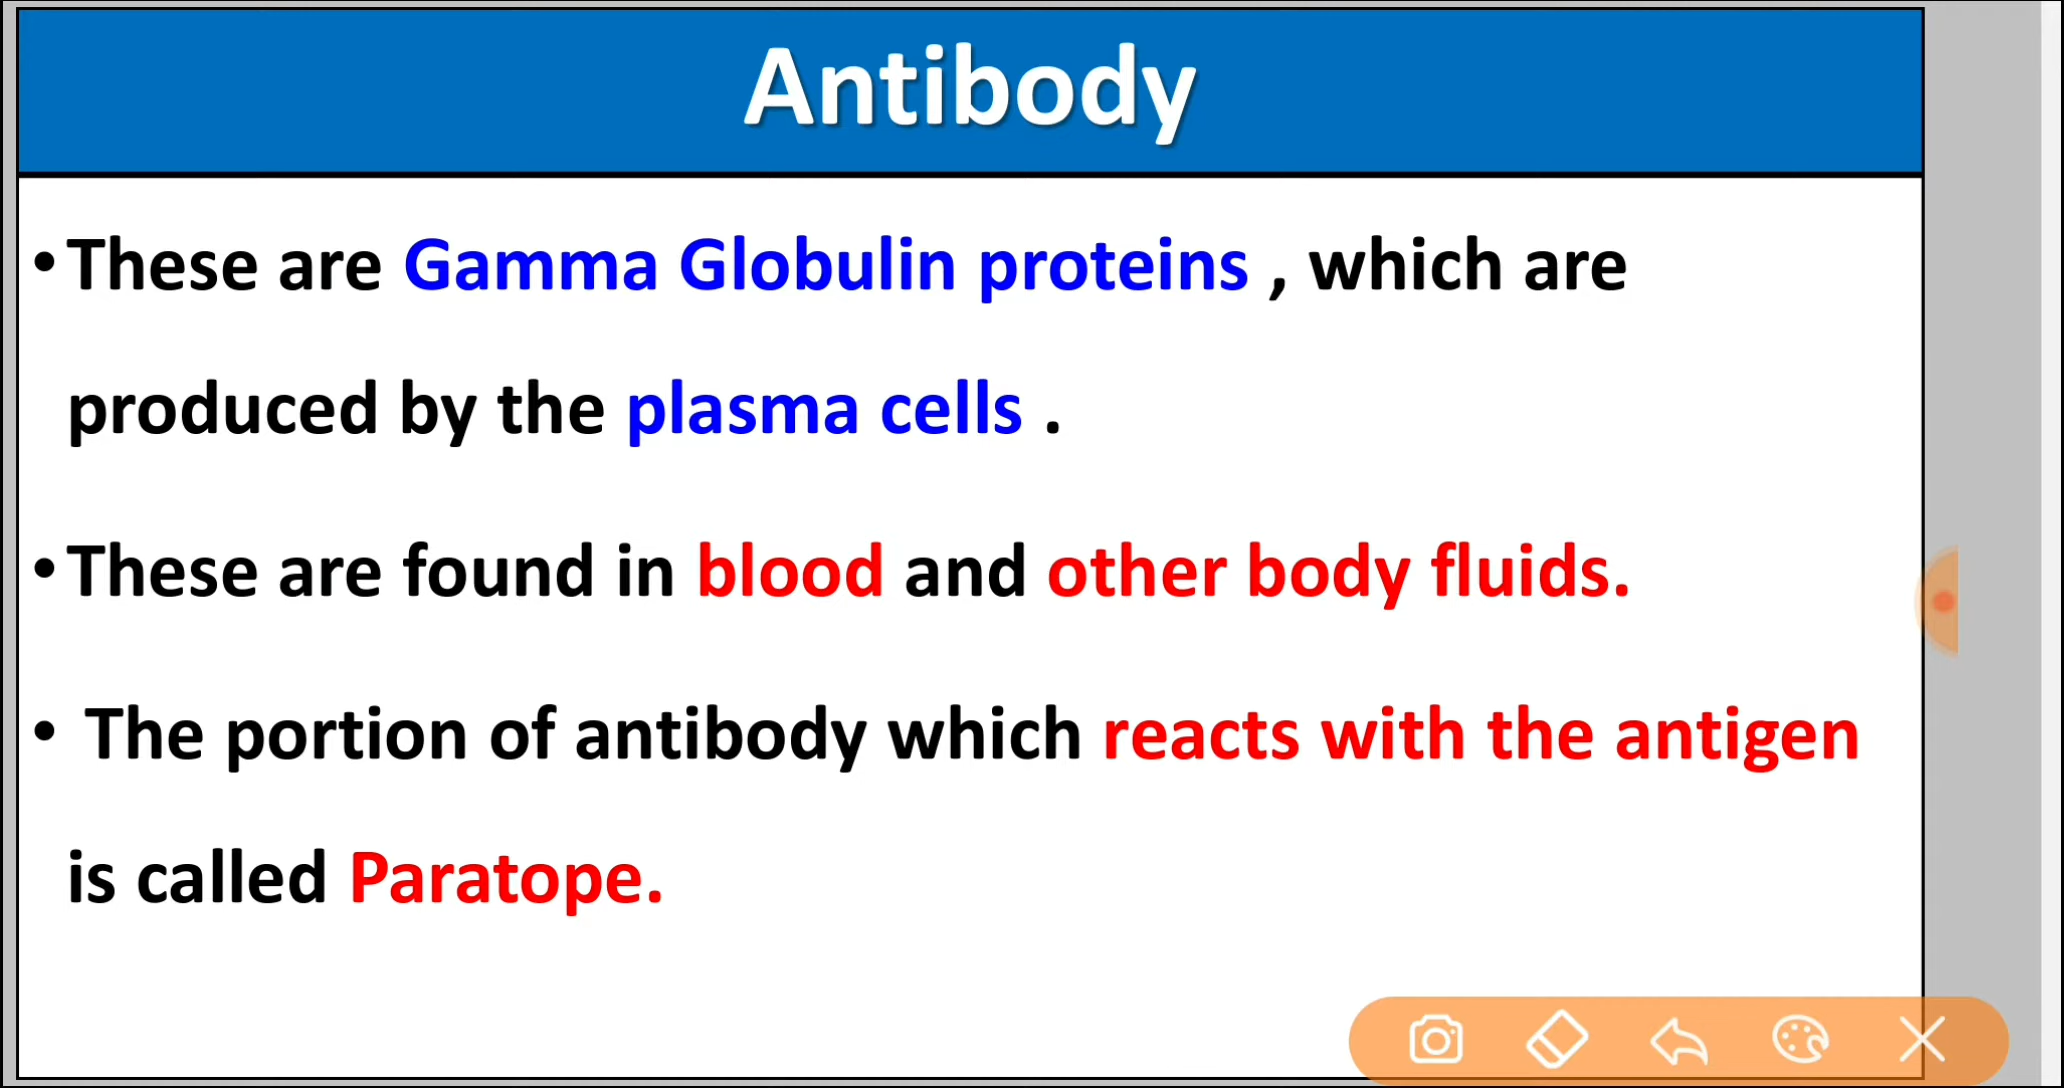 Antibody
•These are Gamma Globulin proteins , which are
produced by the plasma cells .
•These are found in blood and other body fluids.
• The portion of antibody which reacts with the antigen
is called Paratope.